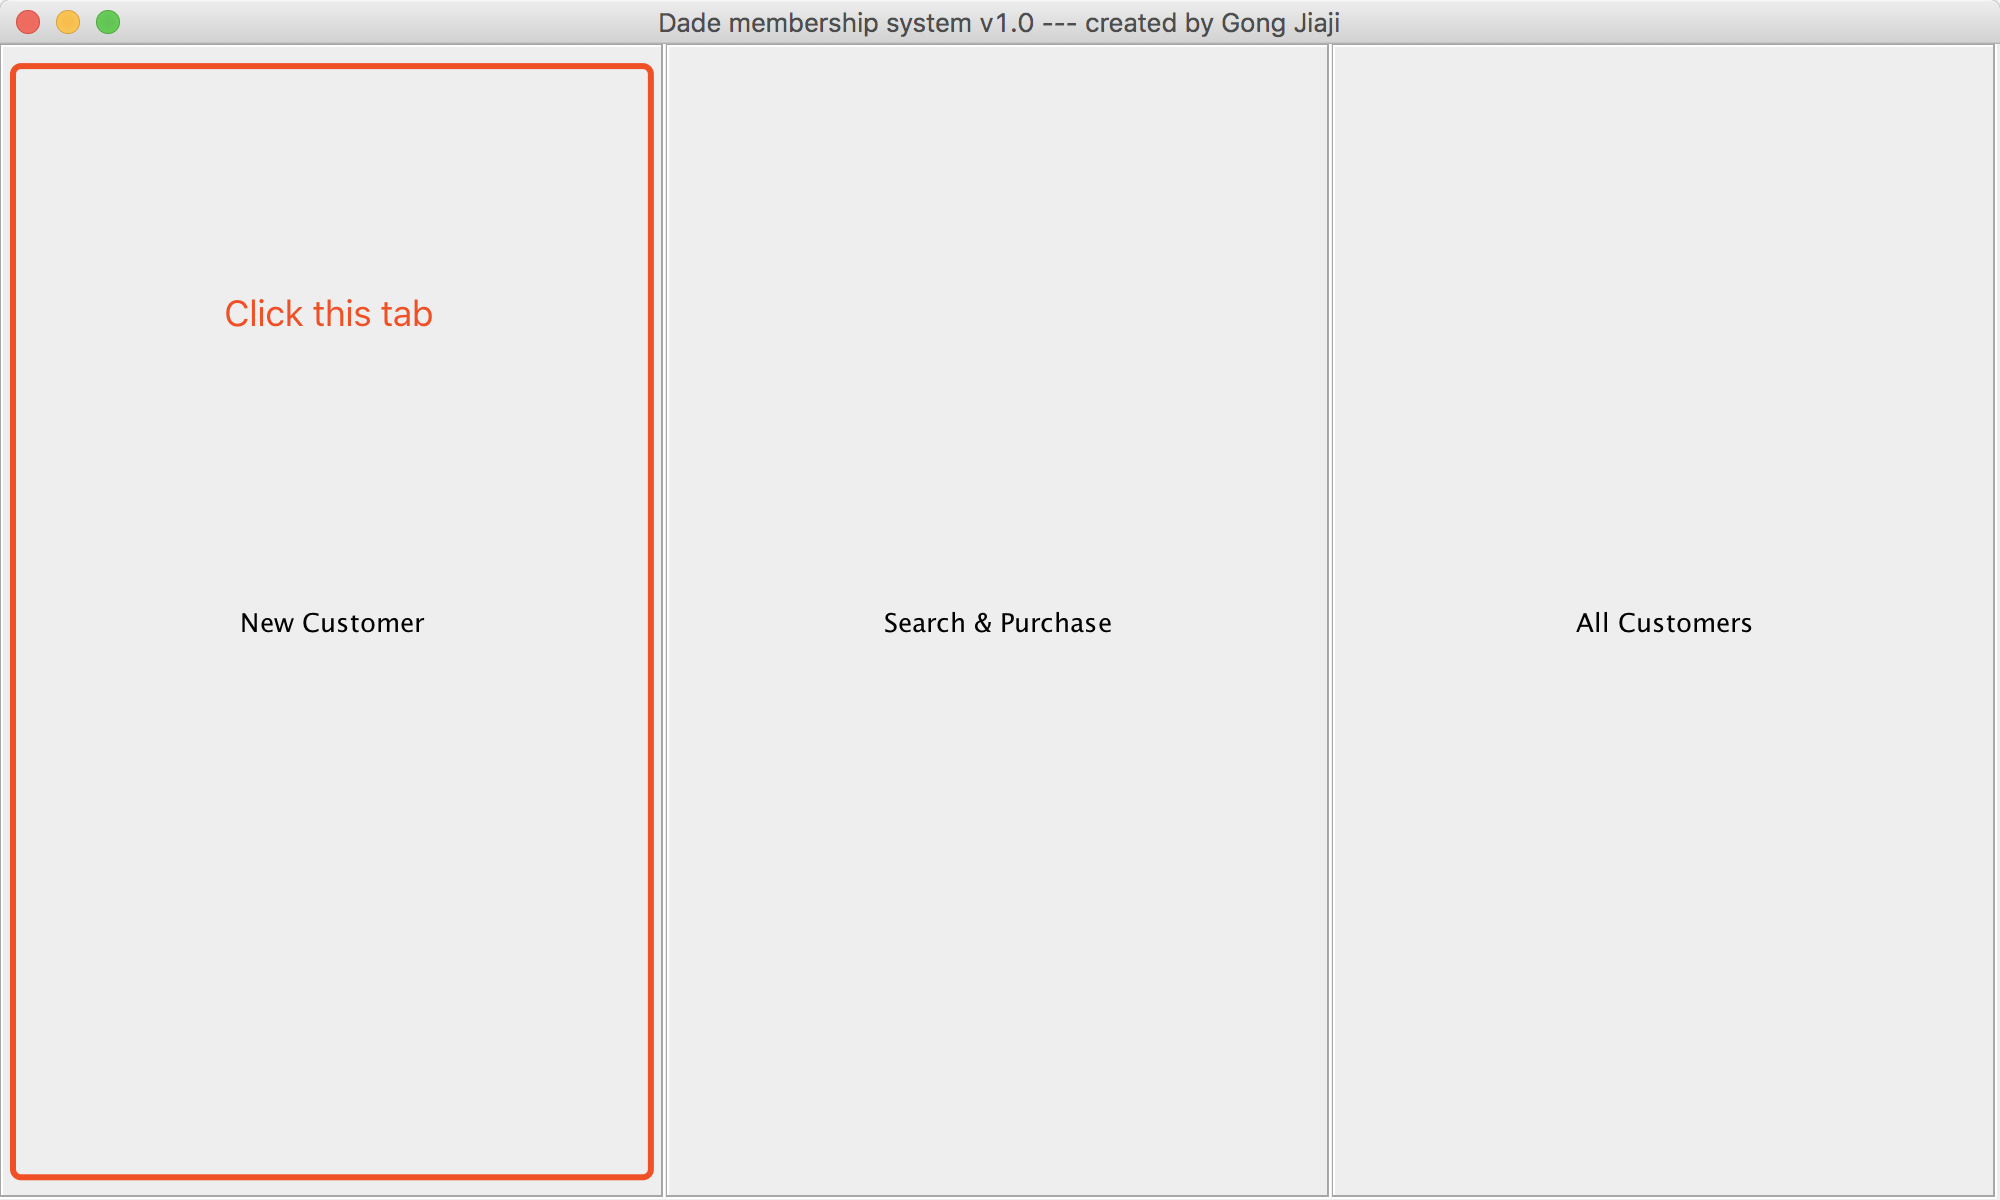 Dade membership system v1.0 --- created by Gong Jiaji
Click this tab
New Customer
Search & Purchase
All Customers